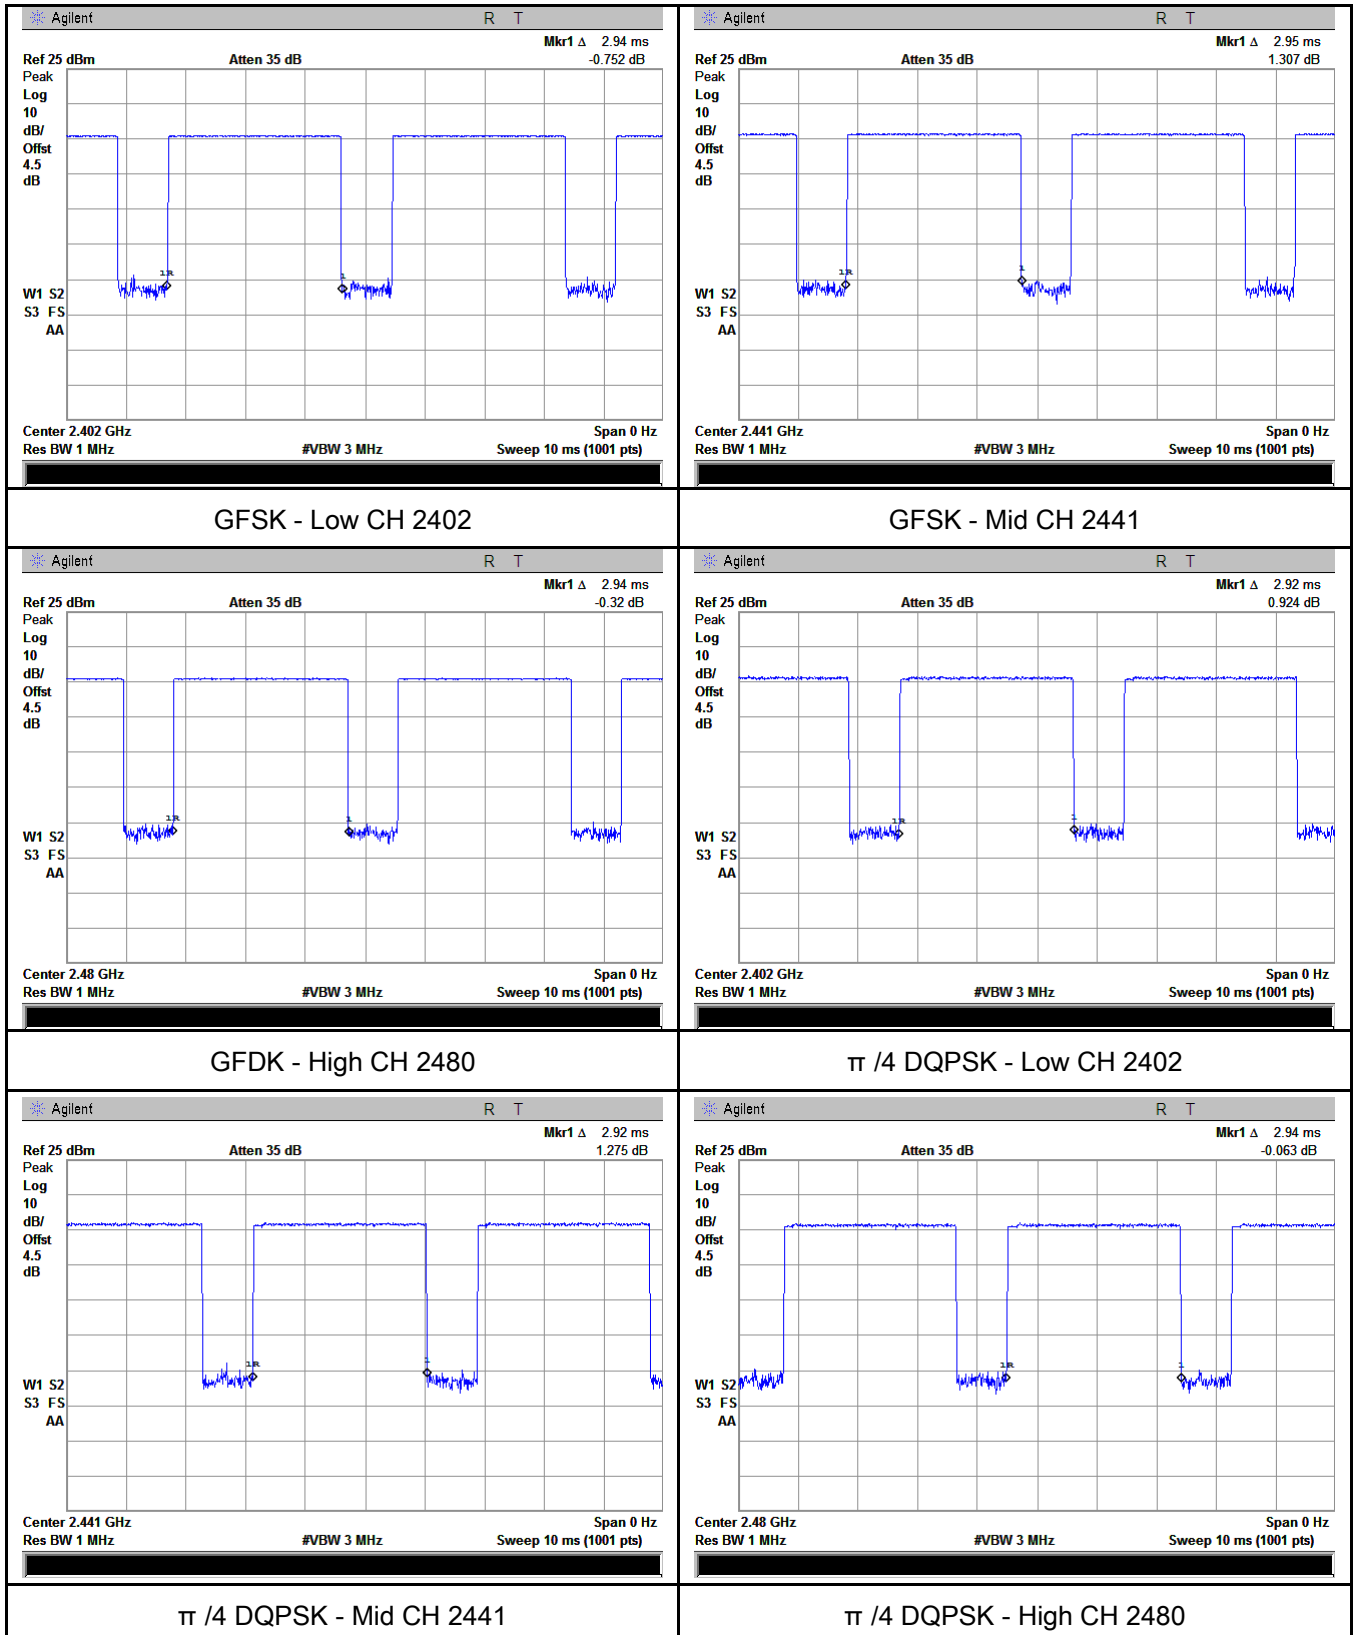 Agilent R T
Mkr1 Δ 2.94 ms
Ref 25 dBm Atten 35 dB -0.752 dB
Peak
Log
10
dB/
Offst
4.5
dB
1R
1
W1 S2
S3 FS
AA
Center 2.402 GHz Span 0 Hz
Res BW 1 MHz #VBW 3 MHz Sweep 10 ms (1001 pts)
GFSK - Low CH 2402
Agilent R T
Mkr1 Δ 2.95 ms
Ref 25 dBm Atten 35 dB 1.307 dB
Peak
Log
10
dB/
Offst
4.5
dB
1R
1
W1 S2
S3 FS
AA
Center 2.441 GHz Span 0 Hz
Res BW 1 MHz #VBW 3 MHz Sweep 10 ms (1001 pts)
GFSK - Mid CH 2441
Agilent R T
Mkr1 Δ 2.94 ms
Ref 25 dBm Atten 35 dB -0.32 dB
Peak
Log
10
dB/
Offst
4.5
dB
1R
1
W1 S2
S3 FS
AA
Center 2.48 GHz Span 0 Hz
Res BW 1 MHz #VBW 3 MHz Sweep 10 ms (1001 pts)
GFDK - High CH 2480
Agilent R T
Mkr1 Δ 2.92 ms
Ref 25 dBm Atten 35 dB 0.924 dB
Peak
Log
10
dB/
Offst
4.5
dB
1R
1
W1 S2
S3 FS
AA
Center 2.402 GHz Span 0 Hz
Res BW 1 MHz #VBW 3 MHz Sweep 10 ms (1001 pts)
π /4 DQPSK - Low CH 2402
Agilent R T
Mkr1 Δ 2.92 ms
Ref 25 dBm Atten 35 dB 1.275 dB
Peak
Log
10
dB/
Offst
4.5
dB
1R
1
W1 S2
S3 FS
AA
Center 2.441 GHz Span 0 Hz
Res BW 1 MHz #VBW 3 MHz Sweep 10 ms (1001 pts)
π /4 DQPSK - Mid CH 2441
Agilent R T
Mkr1 Δ 2.94 ms
Ref 25 dBm Atten 35 dB -0.063 dB
Peak
Log
10
dB/
Offst
4.5
dB
1R
1
W1 S2
S3 FS
AA
Center 2.48 GHz Span 0 Hz
Res BW 1 MHz #VBW 3 MHz Sweep 10 ms (1001 pts)
π /4 DQPSK - High CH 2480